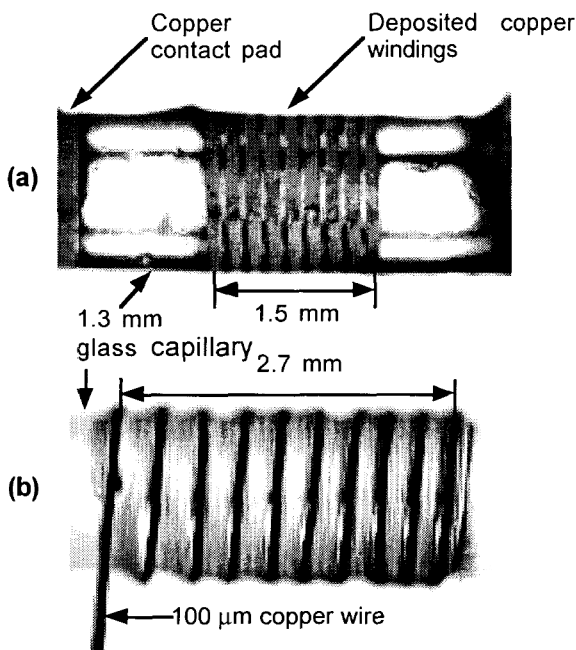 Copper
contact pad
Deposited copper
windings
(a)
1.5 mm
1.3 mm
glass capillary
2.7 mm
(b)
100 μm copper wire